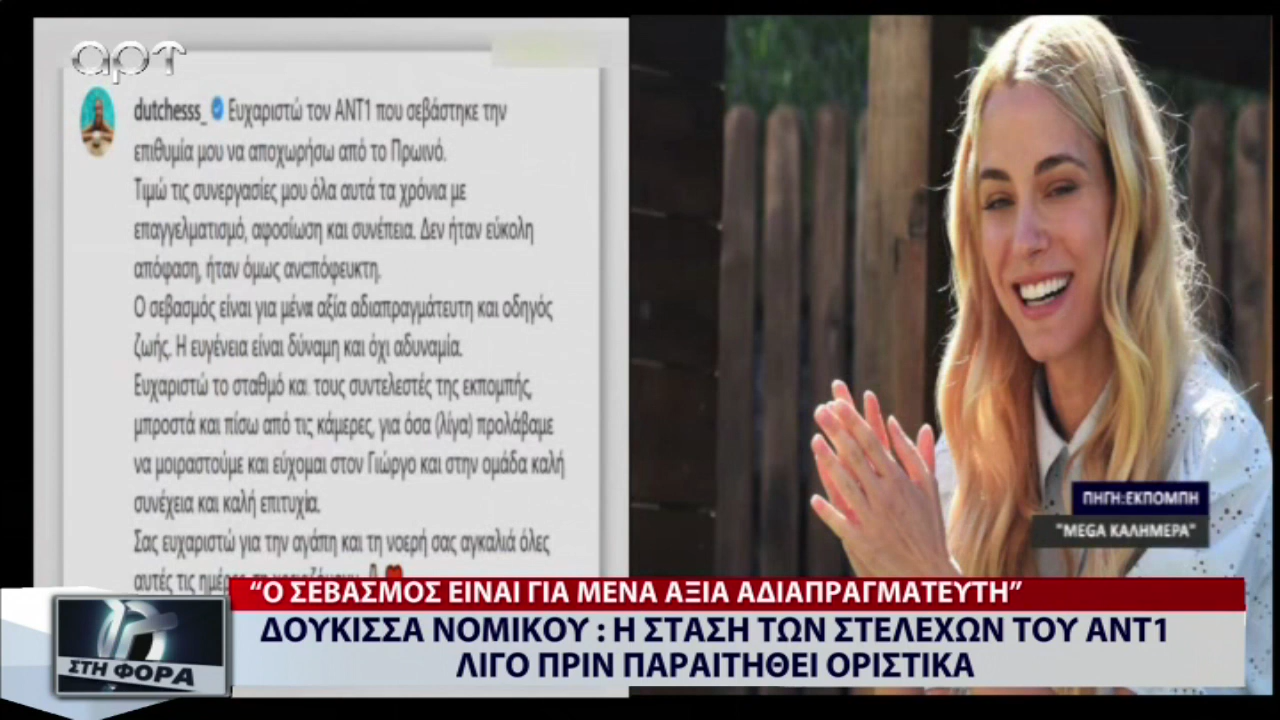 αρτ
dutchesss_ Ευχαριστώ τον ΑΝΤ1 που σεβάστηκε την
επιθυμία μου να αποχωρήσω από το Πρωινό.
Τιμώ τις συνεργασίες μου όλα αυτά τα χρόνια με
επαγγελματισμό, αφοσίωση και συνέπεια. Δεν ήταν εύκολη
απόφαση, ήταν όμως αναπόφευκτη.
Ο σεβασμός είναι για μένα αξία αδιαπραγμάτευτη και οδηγός
ζωής. Η ευγένεια είναι δύναμη και όχι αδυναμία.
Ευχαριστώ το σταθμό και τους συντελεστές της εκπομπής,
μπροστά και πίσω από τις κάμερες, για όσα (λίγα) προλάβαμε
να μοιραστούμε και εύχομαι στον Γιώργο και στην ομάδα καλή
συνέχεια και καλή επιτυχία.
Σας ευχαριστώ για την αγάπη και τη νοερή σας αγκαλιά όλες
αυτές τις ημέρες
ΠΗΓΗ:ΕΚΠΟΜΠΗ
"MEGA ΚΑΛΗΜΕΡΑ"
“Ο ΣΕΒΑΣΜΟΣ ΕΙΝΑΙ ΓΙΑ ΜΕΝΑ ΑΞΙΑ ΑΔΙΑΠΡΑΓΜΑΤΕΥΤΗ”
ΔΟΥΚΙΣΣΑ ΝΟΜΙΚΟΥ : Η ΣΤΑΣΗ ΤΩΝ ΣΤΕΛΕΧΩΝ ΤΟΥ ΑΝΤ1
ΛΙΓΟ ΠΡΙΝ ΠΑΡΑΙΤΗΘΕΙ ΟΡΙΣΤΙΚΑ
ΣΤΗ ΦΟΡΑ